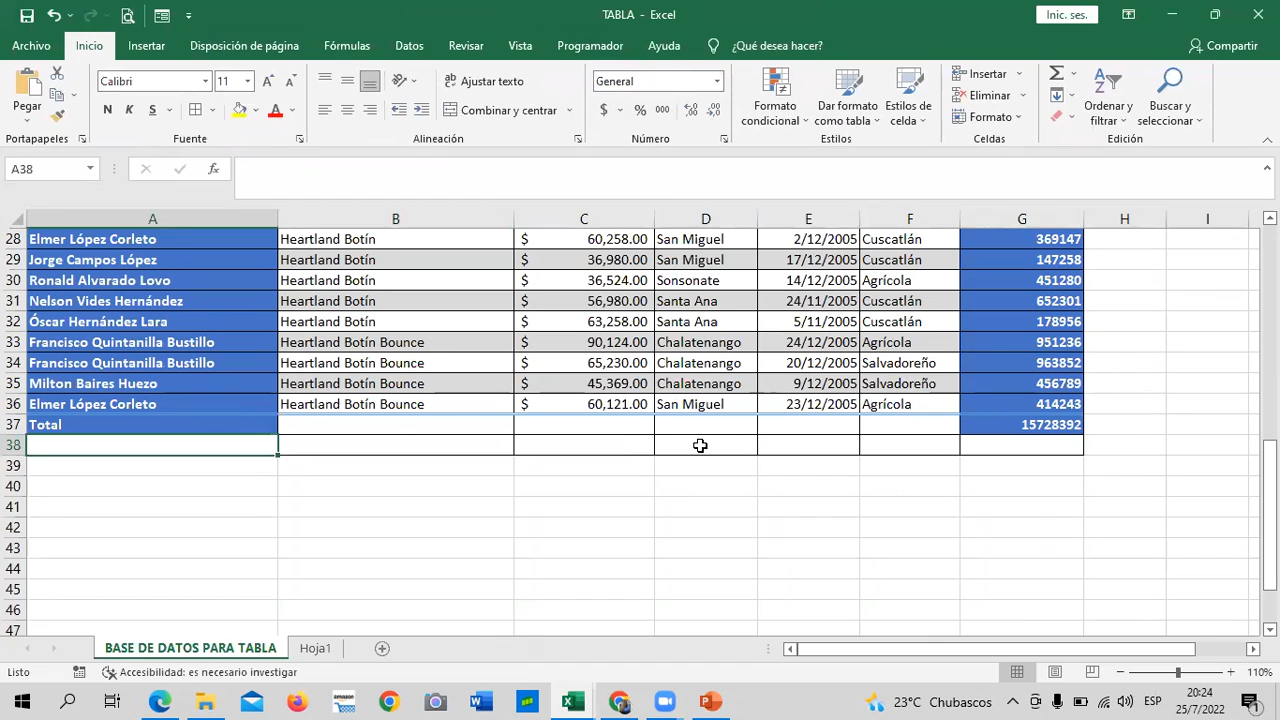 TABLA - Excel
Inic. ses.
Archivo Inicio Insertar Disposición de página Fórmulas Datos Revisar Vista Programador Ayuda ¿Qué desea hacer? Compartir
Pegar
Calibri 11
N K S
Ajustar texto
Combinar y centrar
General
$ % 000
Formato condicional
Dar formato como tabla
Estilos de celda
Insertar
Eliminar
Formato
Ordenar y filtrar
Buscar y seleccionar
Portapapeles Fuente Alineación Número Estilos Celdas Edición
A38 fx
A B C D E F G H I
28 Elmer López Corleto Heartland Botín $ 60,258.00 San Miguel 2/12/2005 Cuscatlán 369147
29 Jorge Campos López Heartland Botín $ 36,980.00 San Miguel 17/12/2005 Cuscatlán 147258
30 Ronald Alvarado Lovo Heartland Botín $ 36,524.00 Sonsonate 14/12/2005 Agrícola 451280
31 Nelson Vides Hernández Heartland Botín $ 56,980.00 Santa Ana 24/11/2005 Cuscatlán 652301
32 Óscar Hernández Lara Heartland Botín $ 63,258.00 Santa Ana 5/11/2005 Cuscatlán 178956
33 Francisco Quintanilla Bustillo Heartland Botín Bounce $ 90,124.00 Chalatenango 24/12/2005 Agrícola 951236
34 Francisco Quintanilla Bustillo Heartland Botín Bounce $ 65,230.00 Chalatenango 20/12/2005 Salvadoreño 963852
35 Milton Baires Huezo Heartland Botín Bounce $ 45,369.00 Chalatenango 9/12/2005 Salvadoreño 456789
36 Elmer López Corleto Heartland Botín Bounce $ 60,121.00 San Miguel 23/12/2005 Agrícola 414243
37 Total 15728392
38
39
40
41
42
43
44
45
46
47
BASE DE DATOS PARA TABLA Hoja1
Listo Accesibilidad: es necesario investigar 110%
23°C Chubascos ESP 20:24
25/7/2022